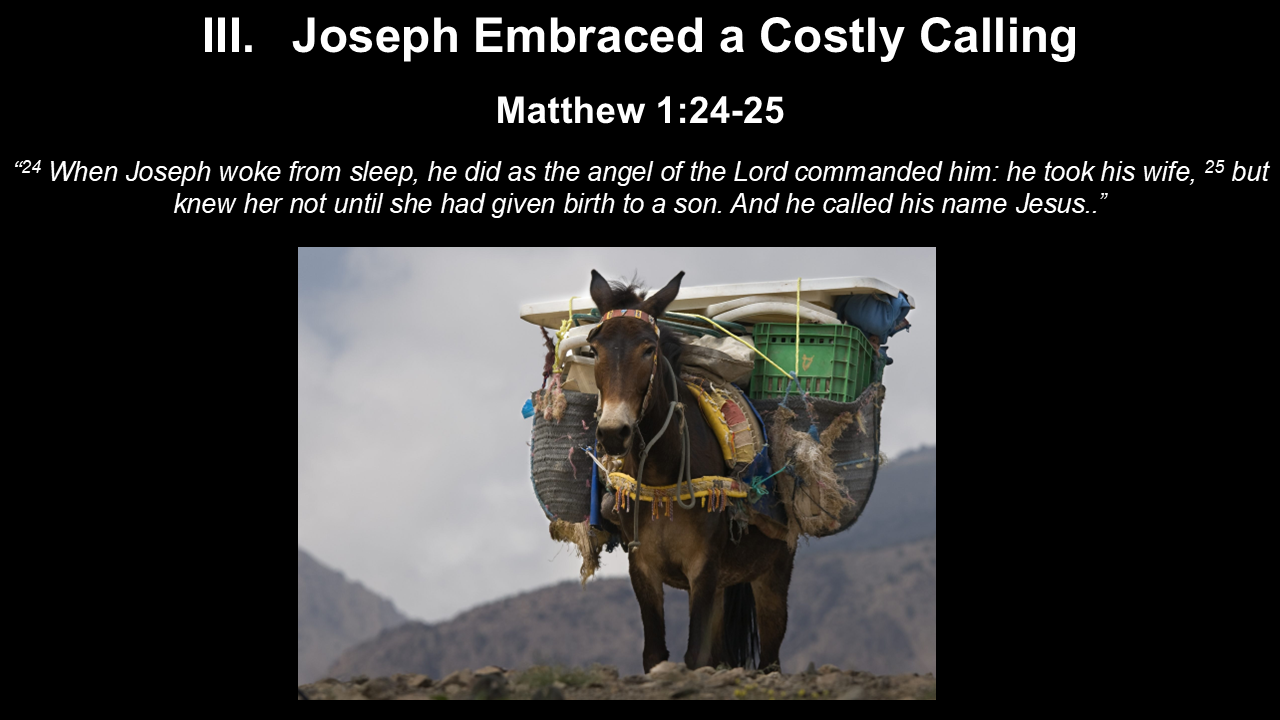 III. Joseph Embraced a Costly Calling
Matthew 1:24-25
“24 When Joseph woke from sleep, he did as the angel of the Lord commanded him: he took his wife, 25 but
knew her not until she had given birth to a son. And he called his name Jesus..”